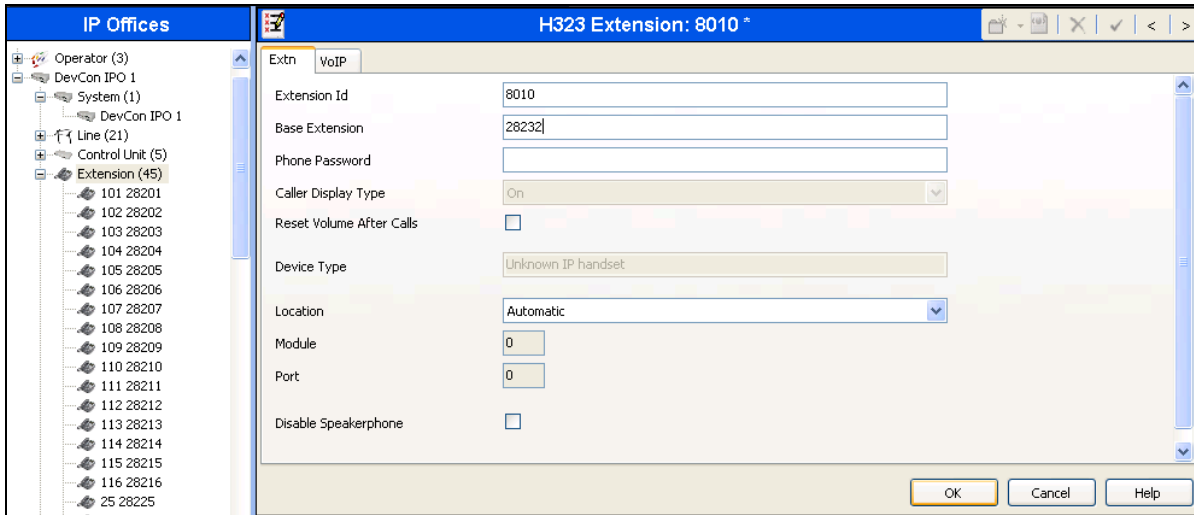 IP Offices
Operator (3)
DevCon IPO 1
System (1)
DevCon IPO 1
Line (21)
Control Unit (5)
Extension (45)
101 28201
102 28202
103 28203
104 28204
105 28205
106 28206
107 28207
108 28208
109 28209
110 28210
111 28211
112 28212
113 28213
114 28214
115 28215
116 28216
25 28225
H323 Extension: 8010 *
Extn VoIP
Extension Id 8010
Base Extension 28232
Phone Password
Caller Display Type On
Reset Volume After Calls
Device Type Unknown IP handset
Location Automatic
Module 0
Port 0
Disable Speakerphone
OK Cancel Help